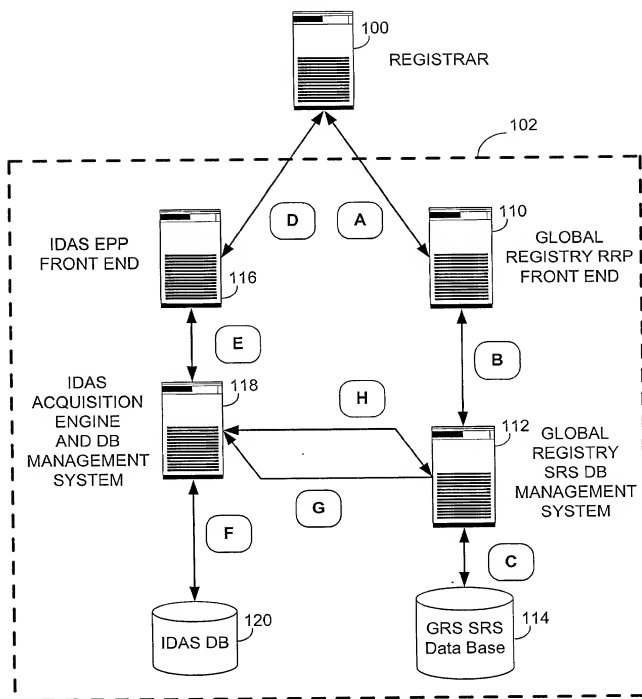 100
REGISTRAR
102
D
A
IDAS EPP
FRONT END
116
110
GLOBAL
REGISTRY RRP
FRONT END
E
B
IDAS
ACQUISITION
ENGINE
AND DB
MANAGEMENT
SYSTEM
118
H
G
112
GLOBAL
REGISTRY
SRS DB
MANAGEMENT
SYSTEM
F
C
IDAS DB
120
GRS SRS
Data Base
114